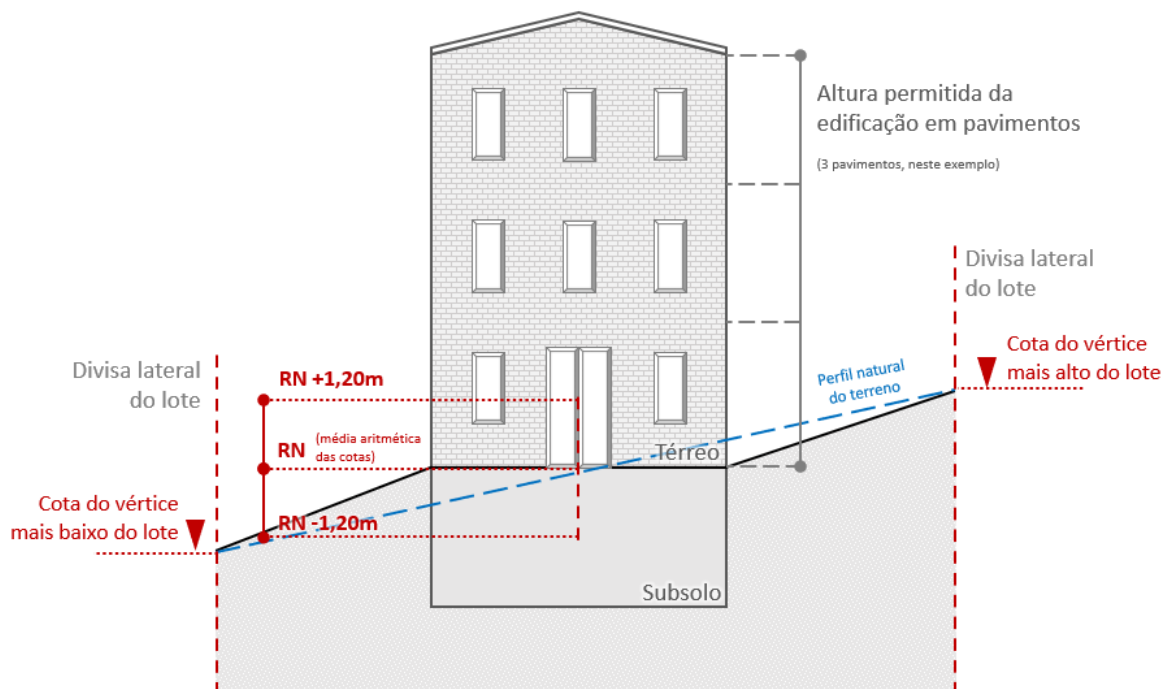 Altura permitida da
edificação em pavimentos
(3 pavimentos, neste exemplo)
Divisa lateral
do lote
Cota do vértice
mais alto do lote
Perfil natural
do terreno
Divisa lateral
do lote
RN +1,20m
RN (média aritmética
das cotas)
Térreo
Cota do vértice
mais baixo do lote
RN -1,20m
Subsolo